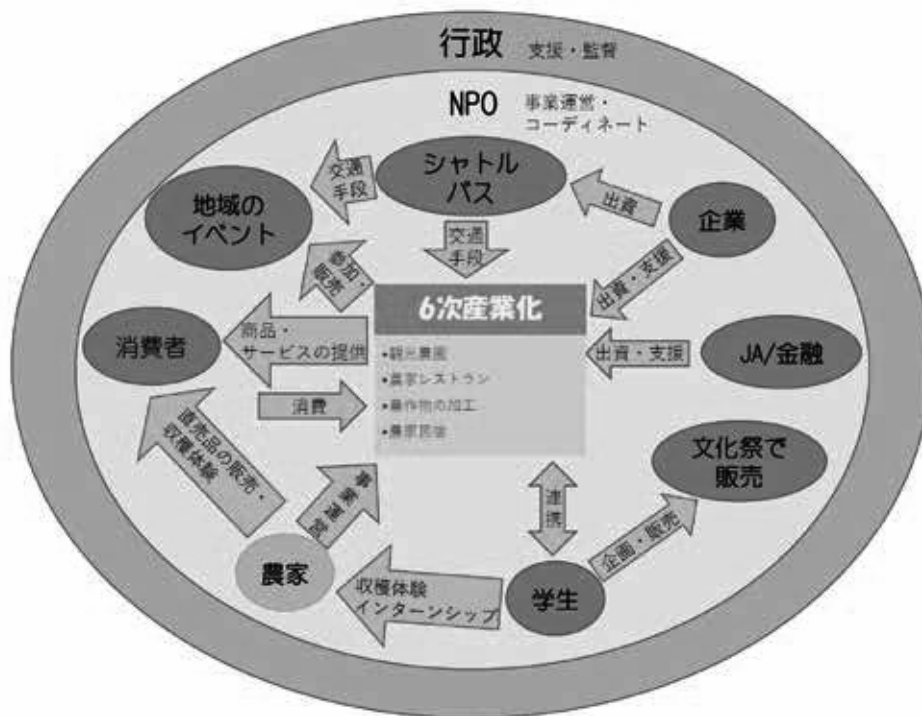 行政 支援・監督
NPO 事業運営・
コーディネート
シャトル
バス
交通
手段
地域の
イベント
出資
企業
交通
手段
参加・
販売
出資・支援
6次産業化
消費者
商品・
サービスの提供
•観光農園
•農家レストラン
•農作物の加工
•農家民宿
出資・支援
JA/金融
消費
直売品の販売・
収穫体験
事業運営
連携
文化祭で
販売
企画・販売
農家
収穫体験
インターンシップ
学生